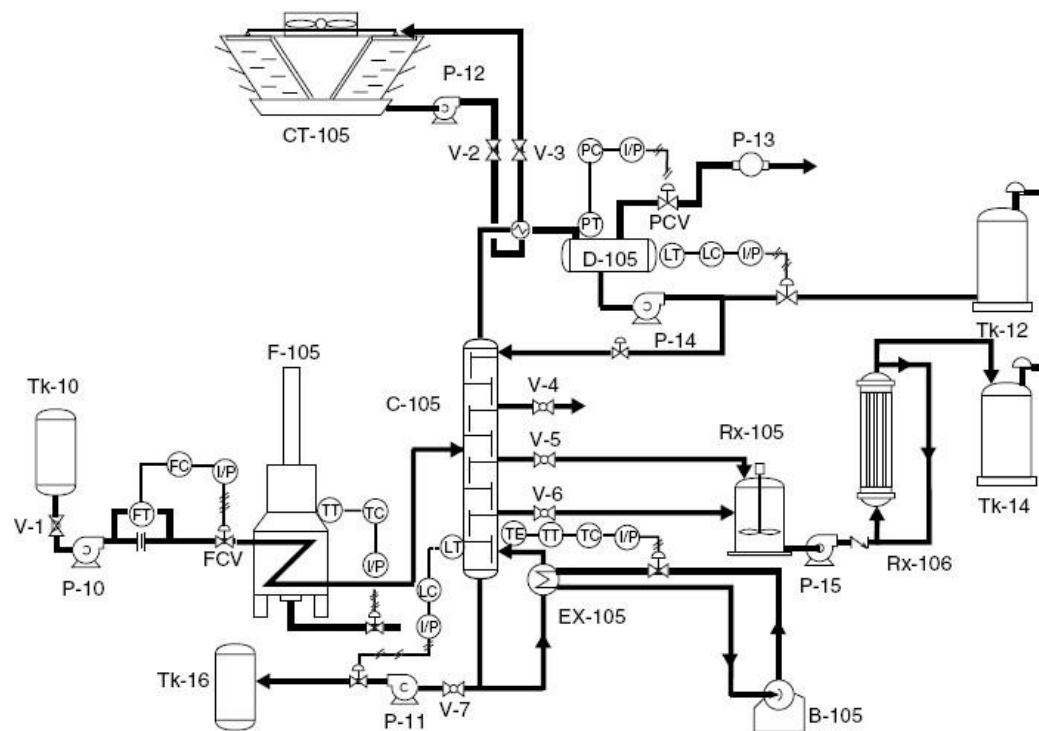 P-12
CT-105
V-2
V-3
PC
I/P
P-13
PT
PCV
D-105
LT
LC
I/P
Tk-12
P-14
F-105
Tk-10
C-105
V-4
Rx-105
V-5
Tk-14
FC
I/P
V-6
FT
TT
TC
V-1
FCV
TE
TT
TC
I/P
LT
P-10
I/P
P-15
Rx-106
LC
EX-105
I/P
Tk-16
P-11
V-7
B-105